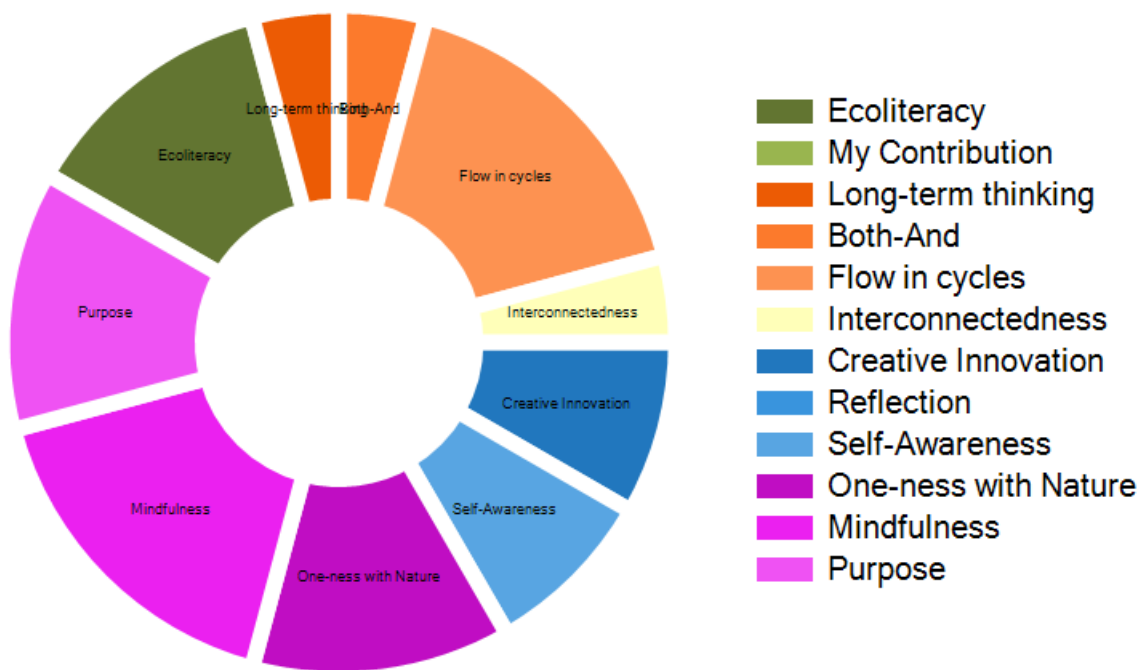 Long-term thinking
Both-And
Ecoliteracy
Flow in cycles
Purpose
Interconnectedness
Creative Innovation
Mindfulness
Self-Awareness
One-ness with Nature
Ecoliteracy
My Contribution
Long-term thinking
Both-And
Flow in cycles
Interconnectedness
Creative Innovation
Reflection
Self-Awareness
One-ness with Nature
Mindfulness
Purpose